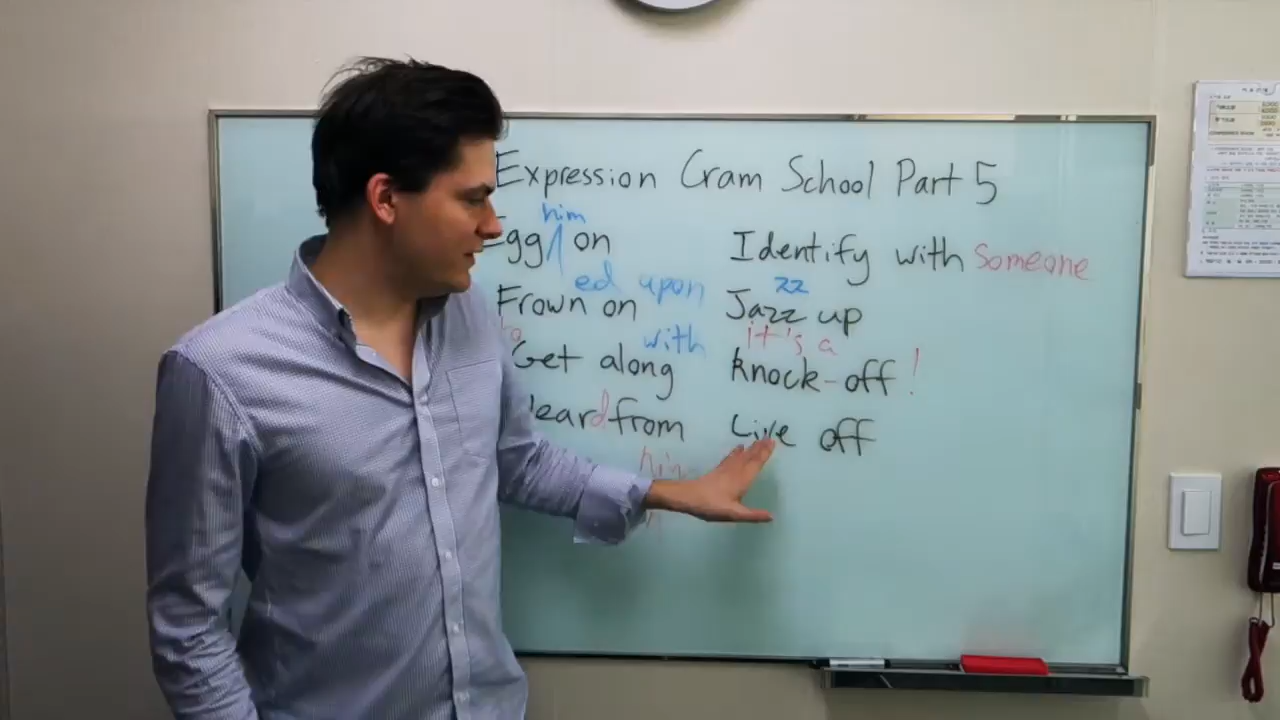 Expression Cram School Part 5
him
Egg on
ed upon
Frown on
with
Get along
heard from
him
Identify with Someone
zz
Jazz up
it's a
knock-off!
Live off